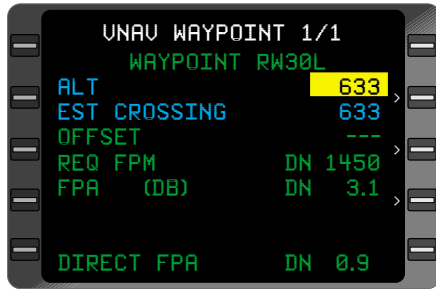 VNAV WAYPOINT 1/1
WAYPOINT RW30L
ALT 633 >
EST CROSSING 633
OFFSET --- >
REQ FPM DN 1450
FPA (DB) DN 3.1 >
DIRECT FPA DN 0.9